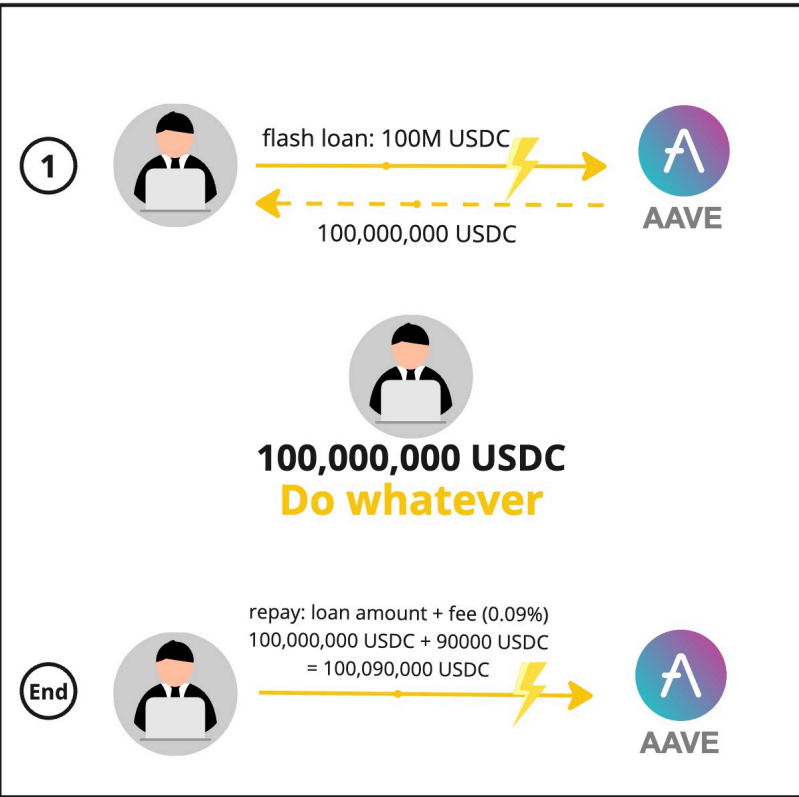 1
flash loan: 100M USDC
100,000,000 USDC
AAVE
100,000,000 USDC
Do whatever
repay: loan amount + fee (0.09%)
100,000,000 USDC + 90000 USDC
= 100,090,000 USDC
End
AAVE